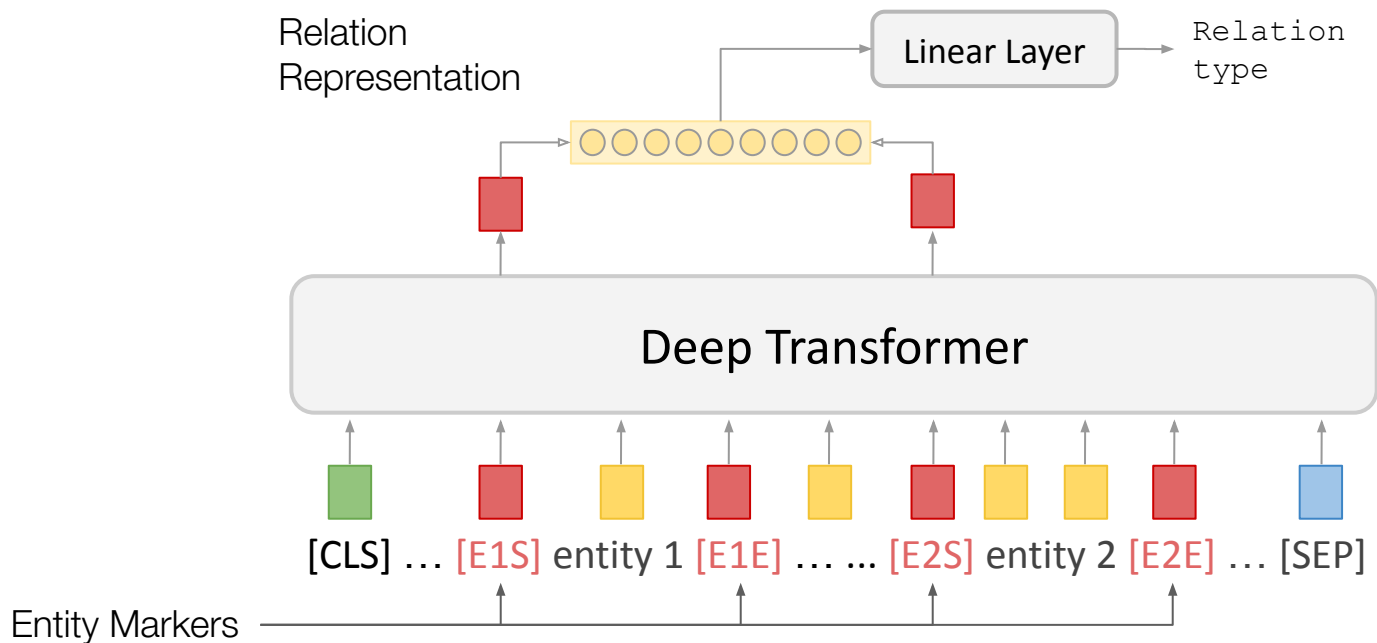 Relation
Representation
Linear Layer
Relation
type
Deep Transformer
[CLS] ... [E1S] entity 1 [E1E] ... ... [E2S] entity 2 [E2E] ... [SEP]
Entity Markers